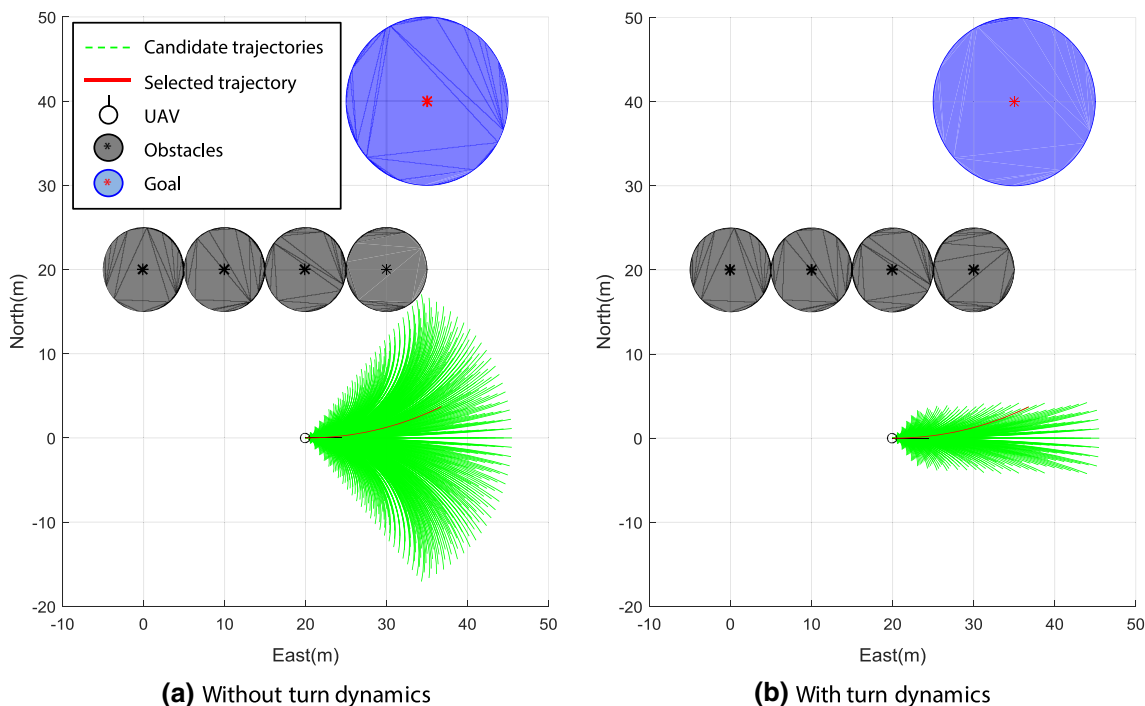 50
40
30
20
10
0
-10
-20
North(m)
Candidate trajectories
Selected trajectory
UAV
Obstacles
Goal
-10 0 10 20 30 40 50
East(m)
(a) Without turn dynamics
50
40
30
20
10
0
-10
-20
North(m)
-10 0 10 20 30 40 50
East(m)
(b) With turn dynamics